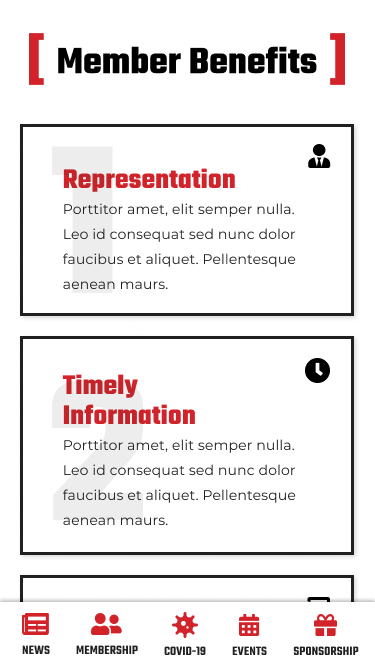 [ Member Benefits ]
1
Representation
Porttitor amet, elit semper nulla.
Leo id consequat sed nunc dolor
faucibus et aliquet. Pellentesque
aenean maurs.
2
Timely
Information
Porttitor amet, elit semper nulla.
Leo id consequat sed nunc dolor
faucibus et aliquet. Pellentesque
aenean maurs.
NEWS MEMBERSHIP COVID-19 EVENTS SPONSORSHIP